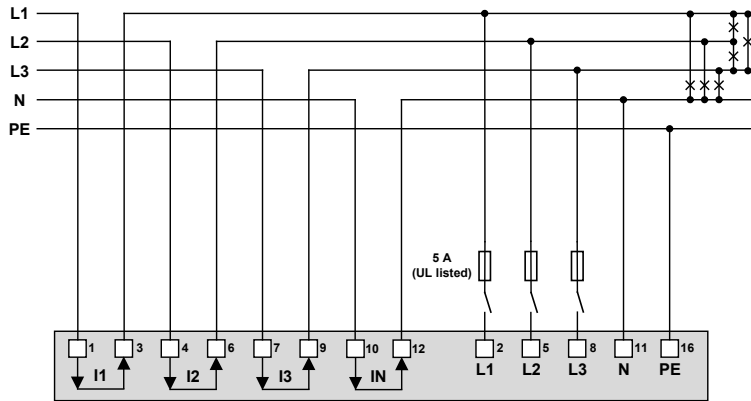 L1
L2
L3
N
PE
5 A
(UL listed)
1 3 4 6 7 9 10 12 2 5 8 11 16
I1 I2 I3 IN L1 L2 L3 N PE